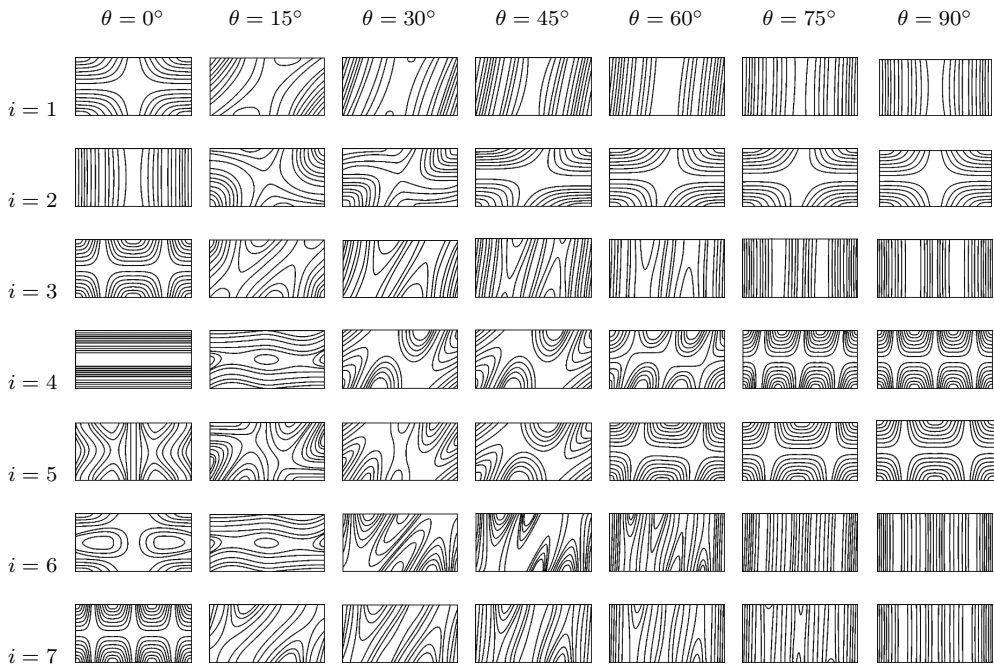 θ = 0° θ = 15° θ = 30° θ = 45° θ = 60° θ = 75° θ = 90°
i = 1
i = 2
i = 3
i = 4
i = 5
i = 6
i = 7